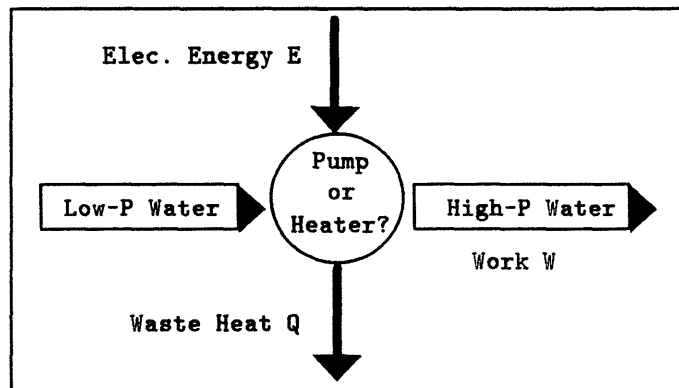 Elec. Energy E
Pump
or
Heater?
Low-P Water
High-P Water
Work W
Waste Heat Q